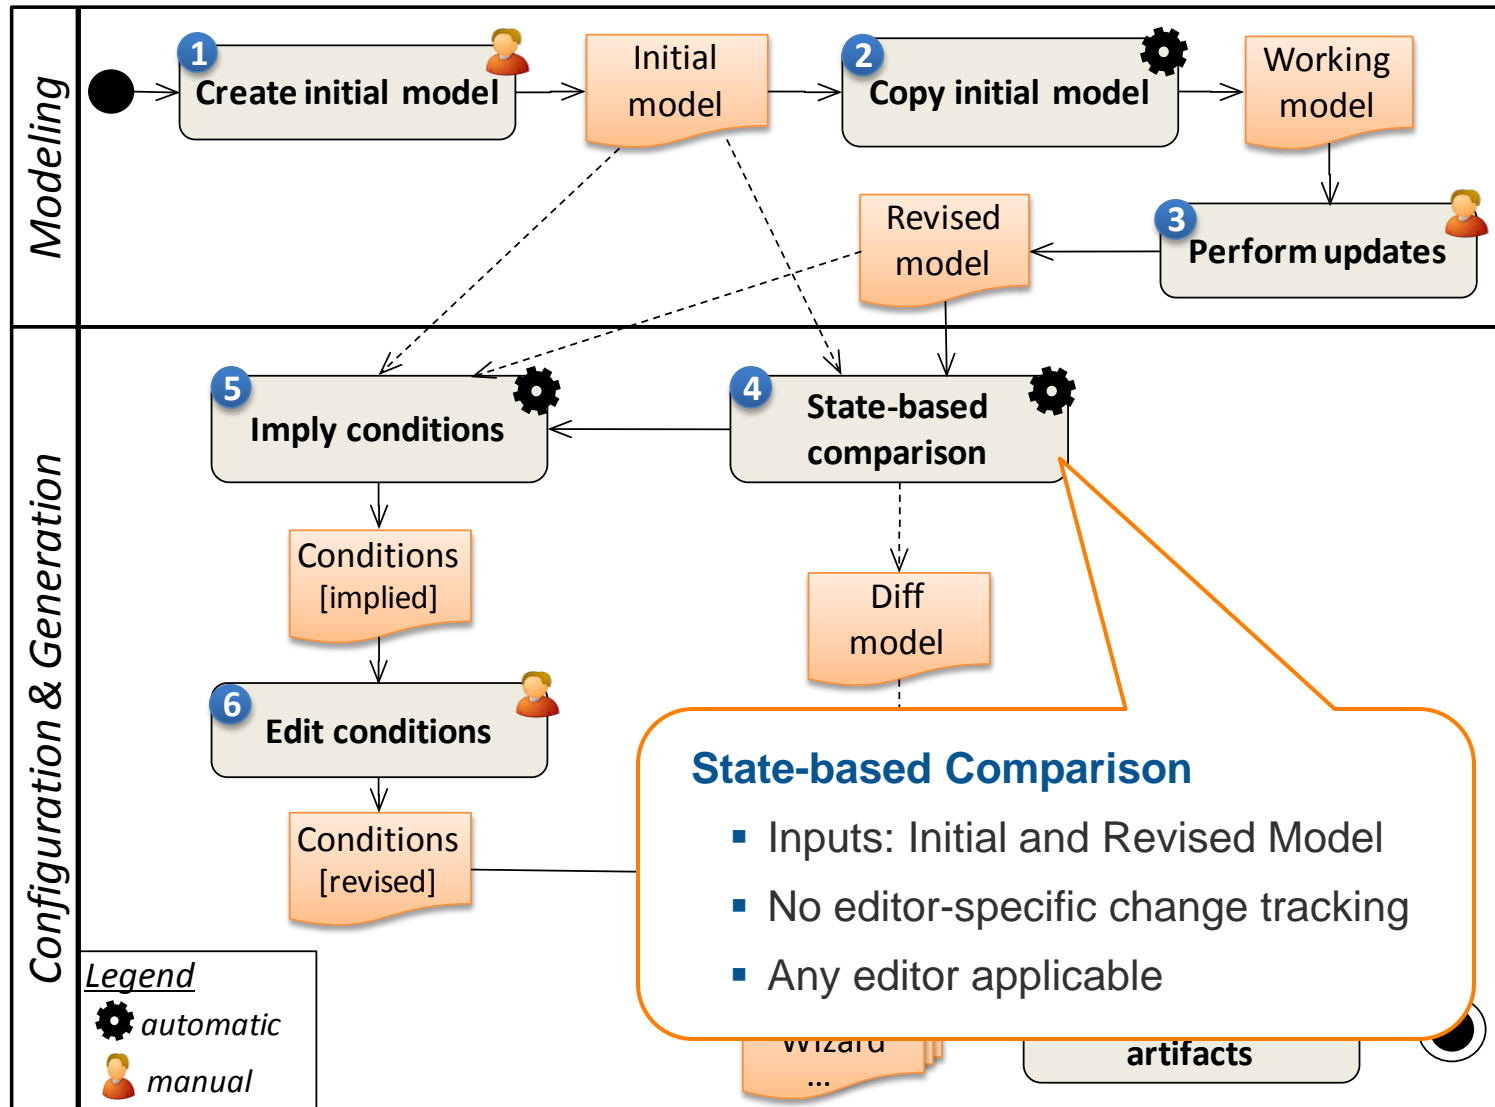 Modeling
1
Create initial model
Initial
model
2
Copy initial model
Working
model
Revised
model
3
Perform updates
Configuration & Generation
5
Imply conditions
4
State-based
comparison
Conditions
[implied]
Diff
model
6
Edit conditions
Conditions
[revised]
State-based Comparison
▪ Inputs: Initial and Revised Model
▪ No editor-specific change tracking
▪ Any editor applicable
Legend
automatic
manual
Wizard
...
artifacts